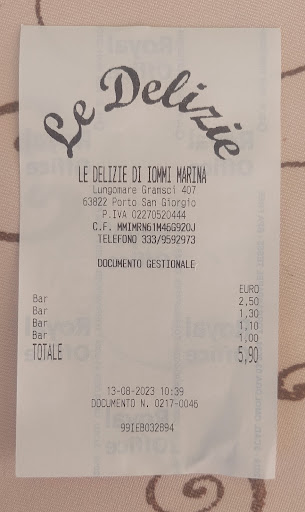 Le Delizie
LE DELIZIE DI IOMMI MARINA
Lungomare Gramsci 407
63822 Porto San Giorgio
P.IVA 02270520444
C.F. MMIMRN61M46G920J
TELEFONO 333/9592973
DOCUMENTO GESTIONALE
EURO
Bar 2,50
Bar 1,30
Bar 1,10
Bar 1,00
TOTALE 5,90
13-08-2023 10:39
DOCUMENTO N. 0217-0046
99IEB032894
Royal
Office